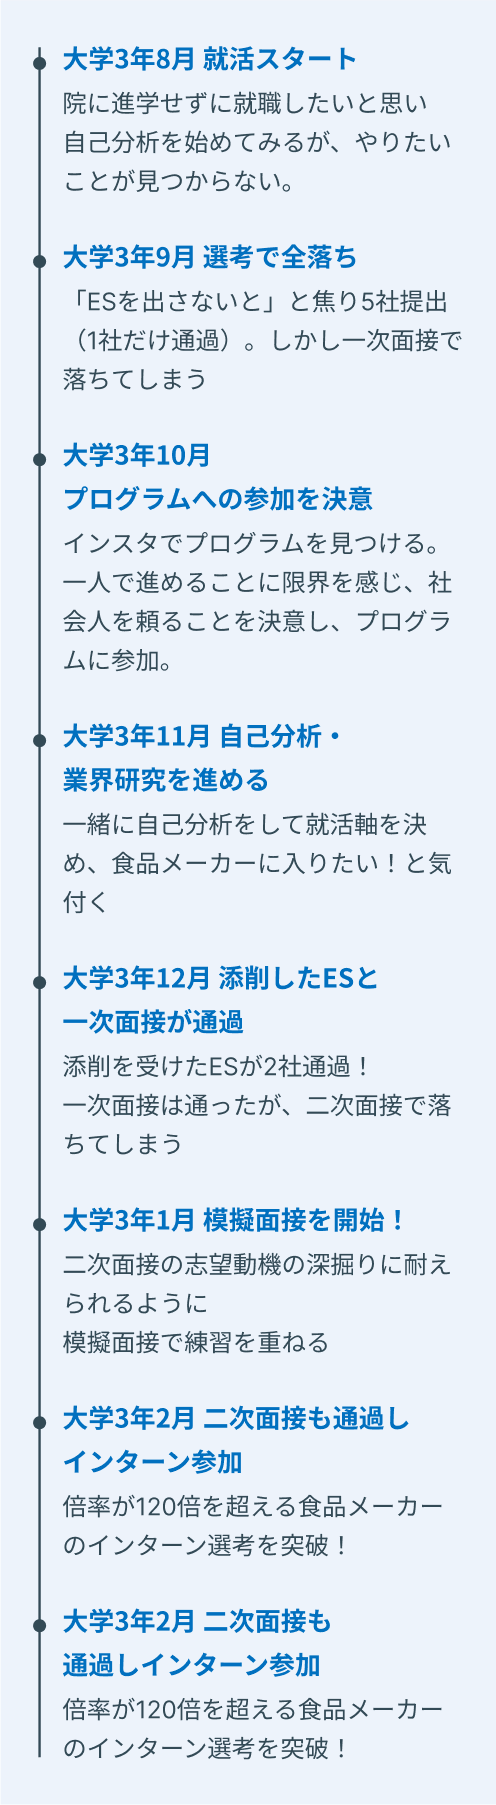 大学3年8月 就活スタート
院に進学せずに就職したいと思い
自己分析を始めてみるが、やりたい
ことが見つからない。
大学3年9月 選考で全落ち
「ESを出さないと」と焦り5社提出
（1社だけ通過）。しかし一次面接で
落ちてしまう
大学3年10月
プログラムへの参加を決意
インスタでプログラムを見つける。
一人で進めることに限界を感じ、社
会人を頼ることを決意し、プログラ
ムに参加。
大学3年11月 自己分析・
業界研究を進める
一緒に自己分析をして就活軸を決
め、食品メーカーに入りたい！と気
付く
大学3年12月 添削したESと
一次面接が通過
添削を受けたESが2社通過！
一次面接は通ったが、二次面接で落
ちてしまう
大学3年1月 模擬面接を開始！
二次面接の志望動機の深掘りに耐え
られるように
模擬面接で練習を重ねる
大学3年2月 二次面接も通過し
インターン参加
倍率が120倍を超える食品メーカー
のインターン選考を突破！
大学3年2月 二次面接も
通過しインターン参加
倍率が120倍を超える食品メーカー
のインターン選考を突破！